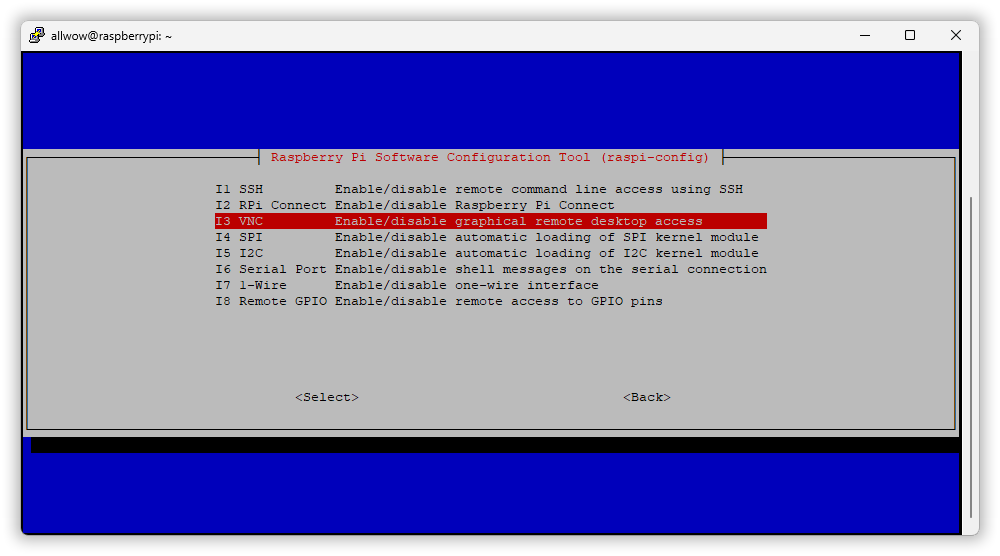 allwow@raspberrypi: ~
Raspberry Pi Software Configuration Tool (raspi-config)
I1 SSH Enable/disable remote command line access using SSH
I2 RPi Connect Enable/disable Raspberry Pi Connect
I3 VNC Enable/disable graphical remote desktop access
I4 SPI Enable/disable automatic loading of SPI kernel module
I5 I2C Enable/disable automatic loading of I2C kernel module
I6 Serial Port Enable/disable shell messages on the serial connection
I7 1-Wire Enable/disable one-wire interface
I8 Remote GPIO Enable/disable remote access to GPIO pins
<Select> <Back>